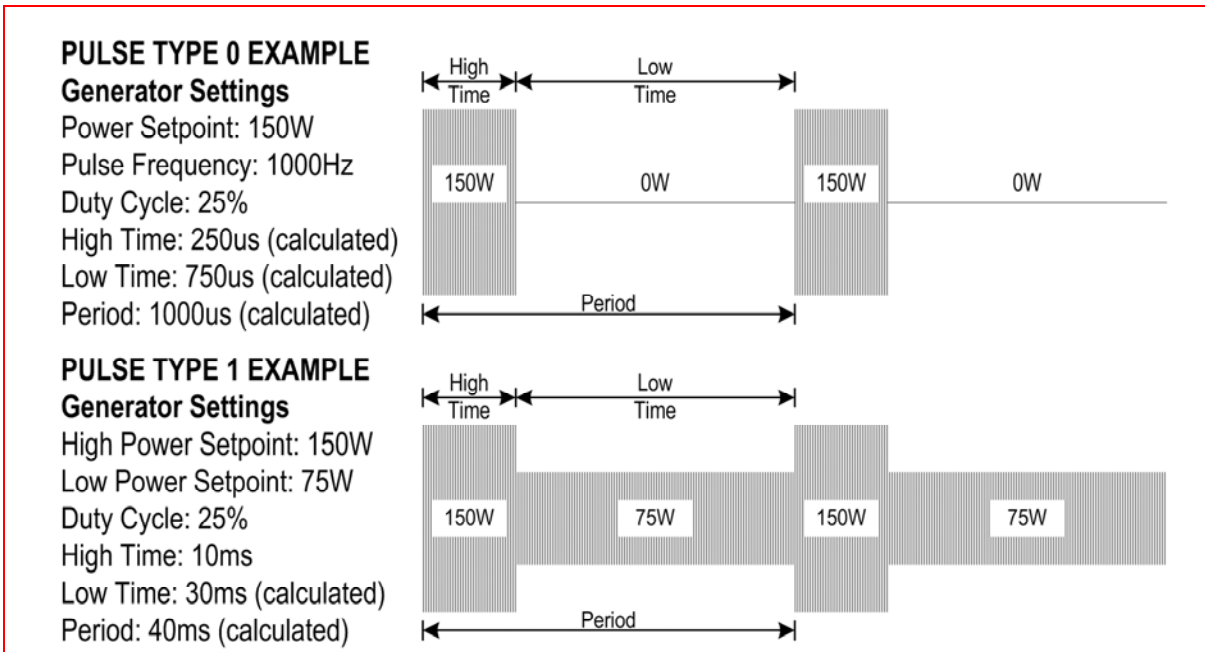 PULSE TYPE 0 EXAMPLE
Generator Settings
Power Setpoint: 150W
Pulse Frequency: 1000Hz
Duty Cycle: 25%
High Time: 250us (calculated)
Low Time: 750us (calculated)
Period: 1000us (calculated)
High Time
Low Time
150W
0W
150W
0W
Period
PULSE TYPE 1 EXAMPLE
Generator Settings
High Power Setpoint: 150W
Low Power Setpoint: 75W
Duty Cycle: 25%
High Time: 10ms
Low Time: 30ms (calculated)
Period: 40ms (calculated)
High Time
Low Time
150W
75W
150W
75W
Period